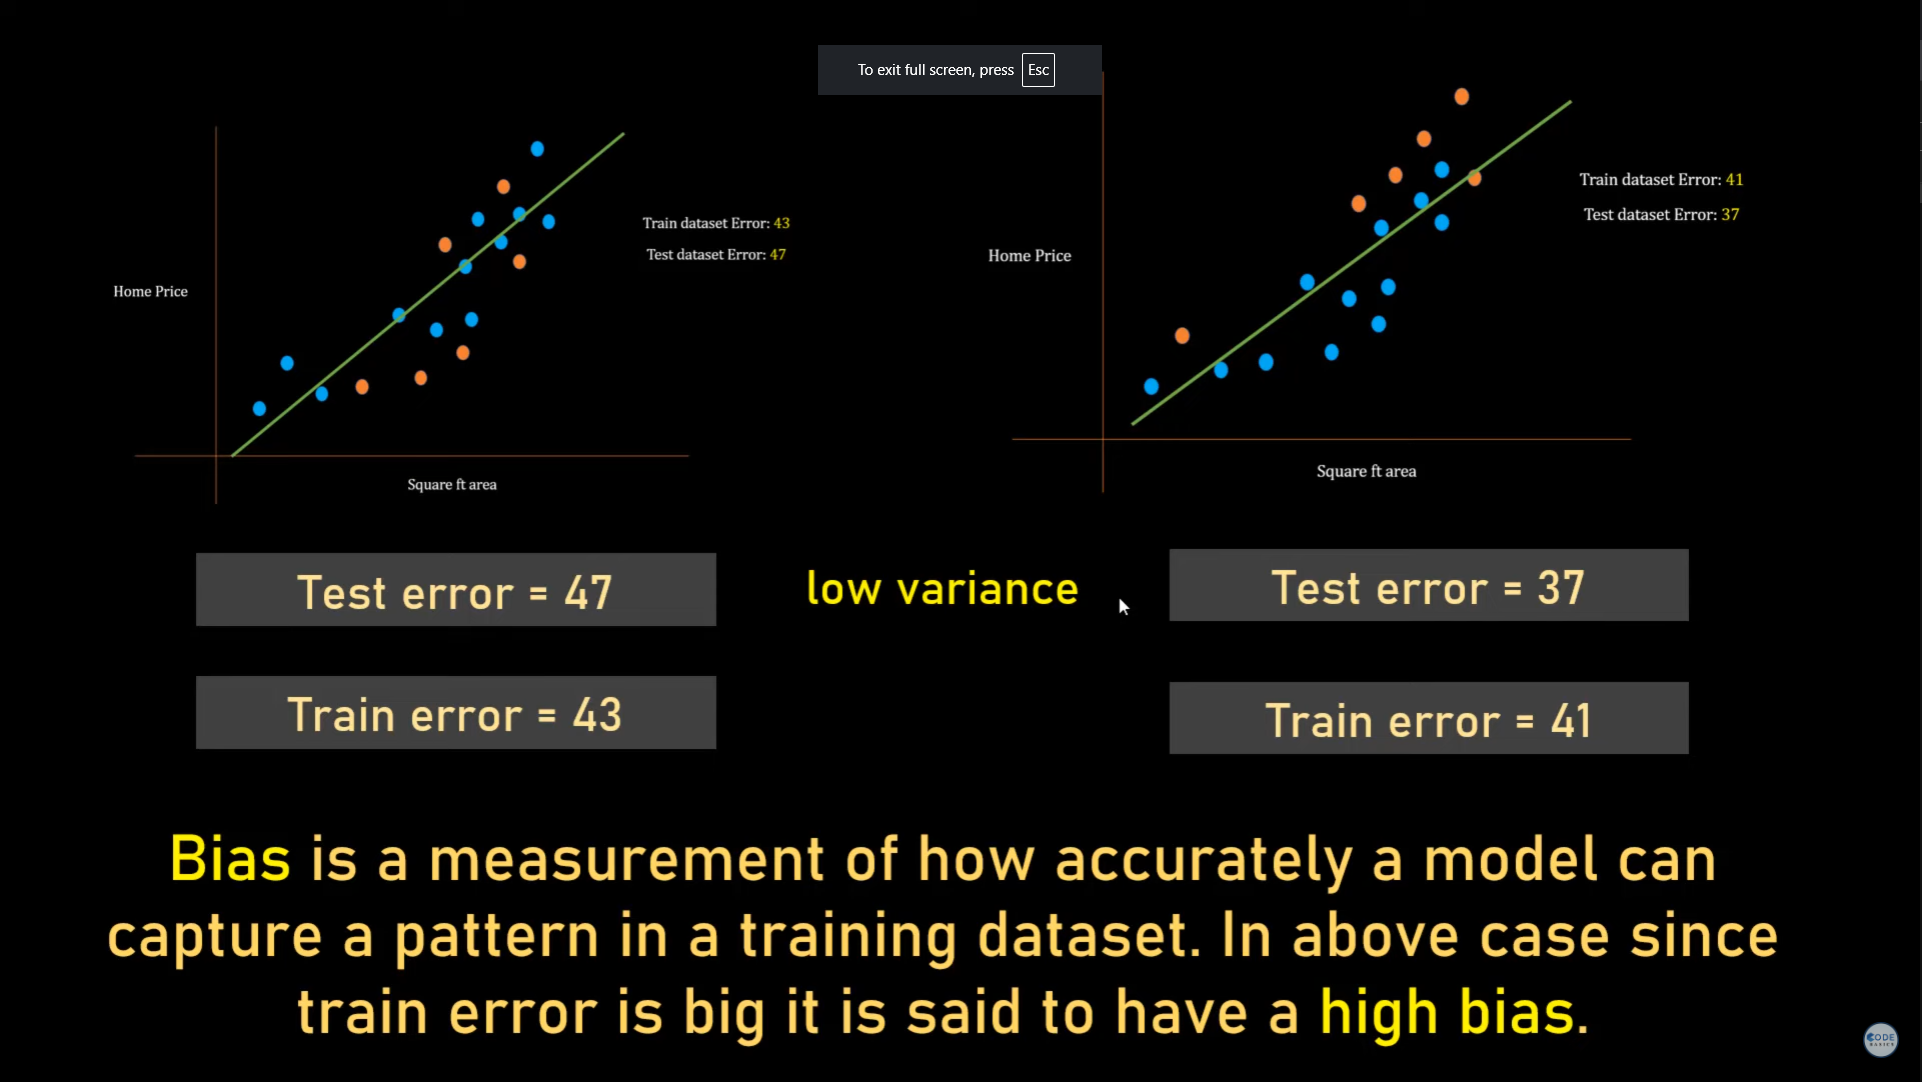 To exit full screen, press Esc
Home Price
Train dataset Error: 43
Test dataset Error: 47
Square ft area
Home Price
Train dataset Error: 41
Test dataset Error: 37
Square ft area
Test error = 47
low variance
Test error = 37
Train error = 43
Train error = 41
Bias is a measurement of how accurately a model can
capture a pattern in a training dataset. In above case since
train error is big it is said to have a high bias.
CODE
BASICS